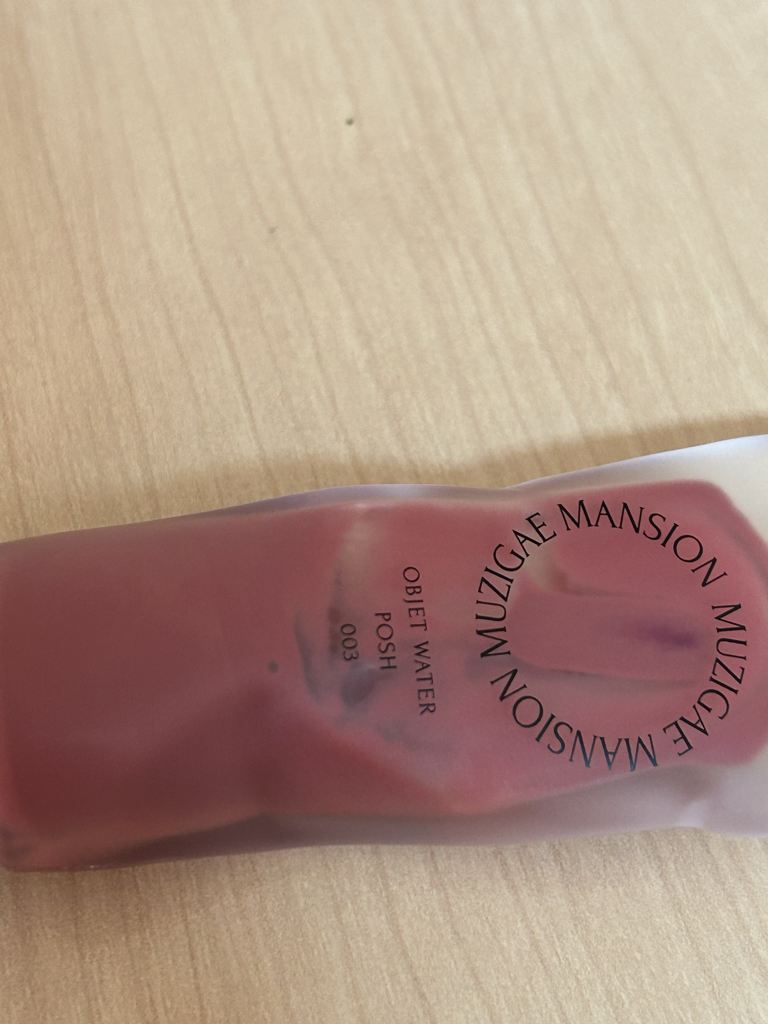 MUZIGAE MANSION MUZIGAE MANSION
OBJET WATER
POSH
003